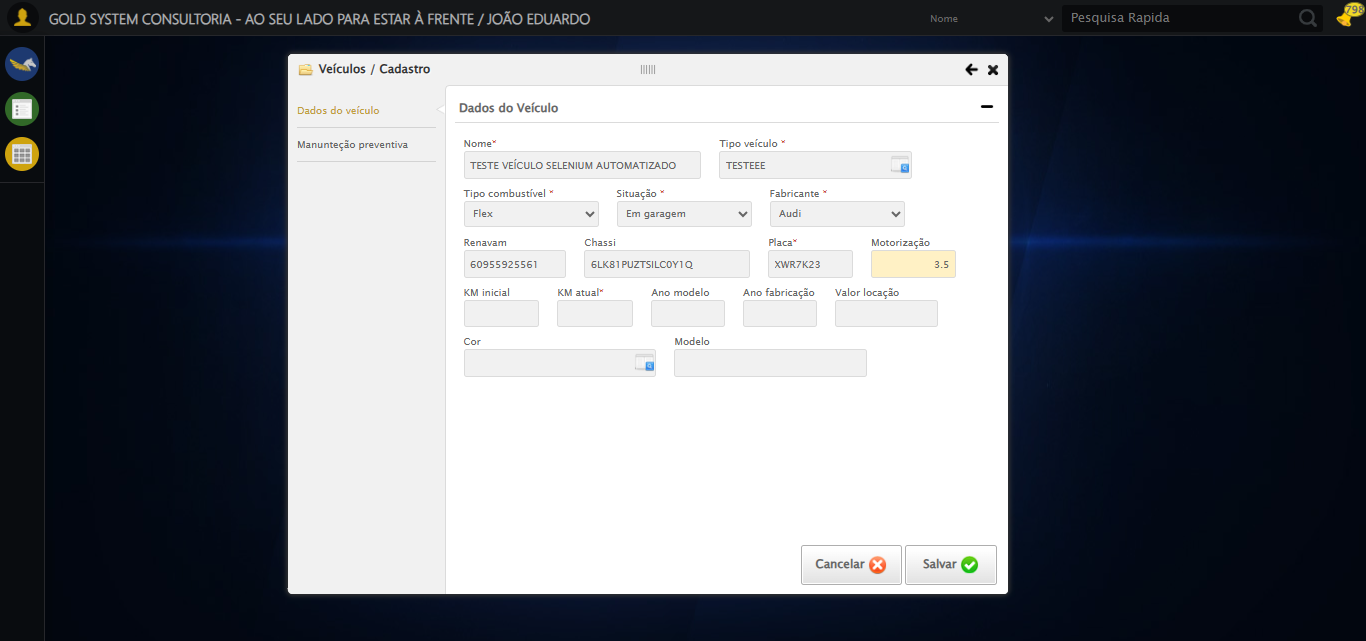 GOLD SYSTEM CONSULTORIA - AO SEU LADO PARA ESTAR À FRENTE / JOÃO EDUARDO
Nome
Pesquisa Rapida
798
Veículos / Cadastro
Dados do veículo
Manunteção preventiva
Dados do Veículo
Nome*
Tipo veículo *
TESTE VEÍCULO SELENIUM AUTOMATIZADO
TESTEEE
Tipo combustível *
Situação *
Fabricante *
Flex
Em garagem
Audi
Renavam
Chassi
Placa*
Motorização
60955925561
6LK81PUZTSILC0Y1Q
XWR7K23
3.5
KM inicial
KM atual*
Ano modelo
Ano fabricação
Valor locação
Cor
Modelo
Cancelar
Salvar